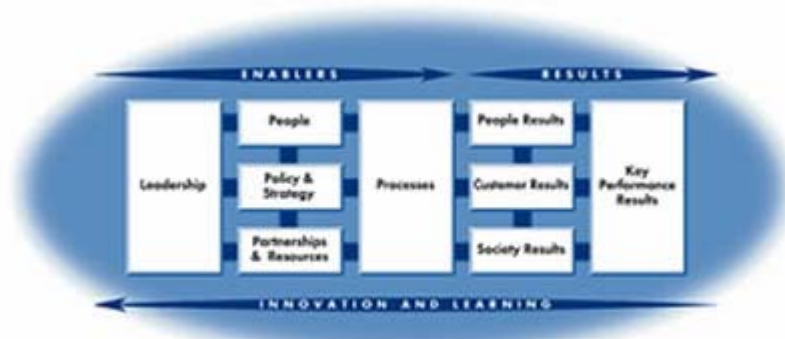 ENABLERS
RESULTS
Leadership
People
Policy &
Strategy
Partnerships
& Resources
Processes
People Results
Customer Results
Society Results
Key
Performance
Results
INNOVATION AND LEARNING